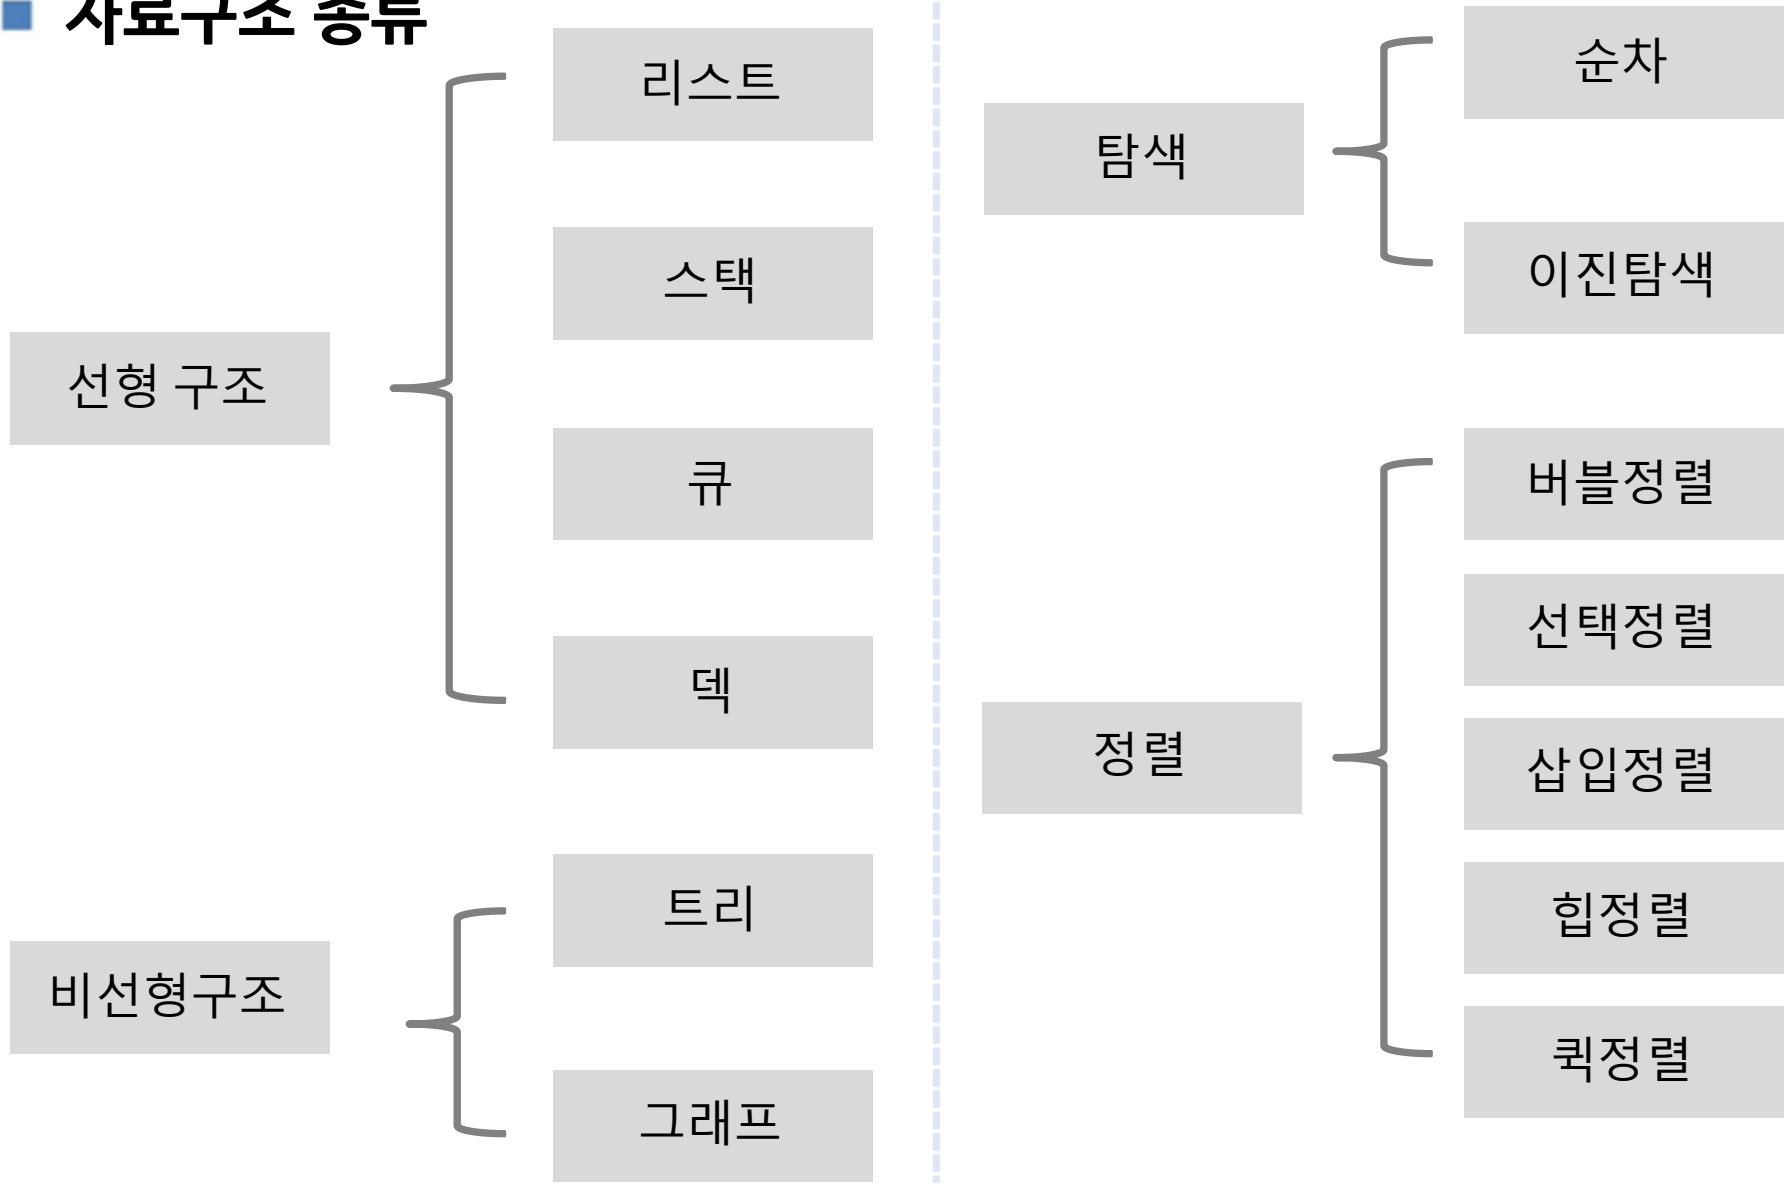 자료구조 종류
선형 구조
리스트
스택
큐
덱
비선형구조
트리
그래프
탐색
순차
이진탐색
정렬
버블정렬
선택정렬
삽입정렬
힙정렬
퀵정렬